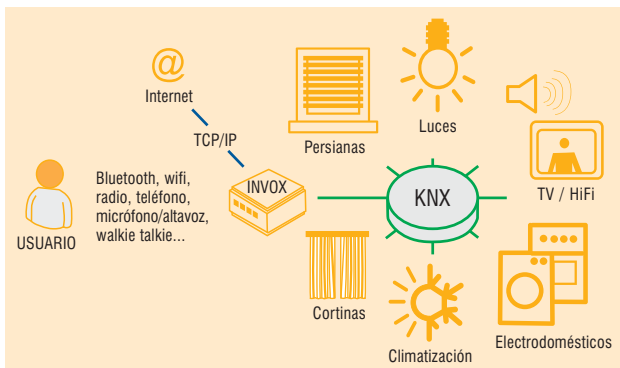 @
Internet
TCP/IP
Persianas
Luces
TV / HiFi
USUARIO
Bluetooth, wifi,
radio, teléfono,
micrófono/altavoz,
walkie talkie...
INVOX
KNX
Cortinas
Climatización
Electrodomésticos